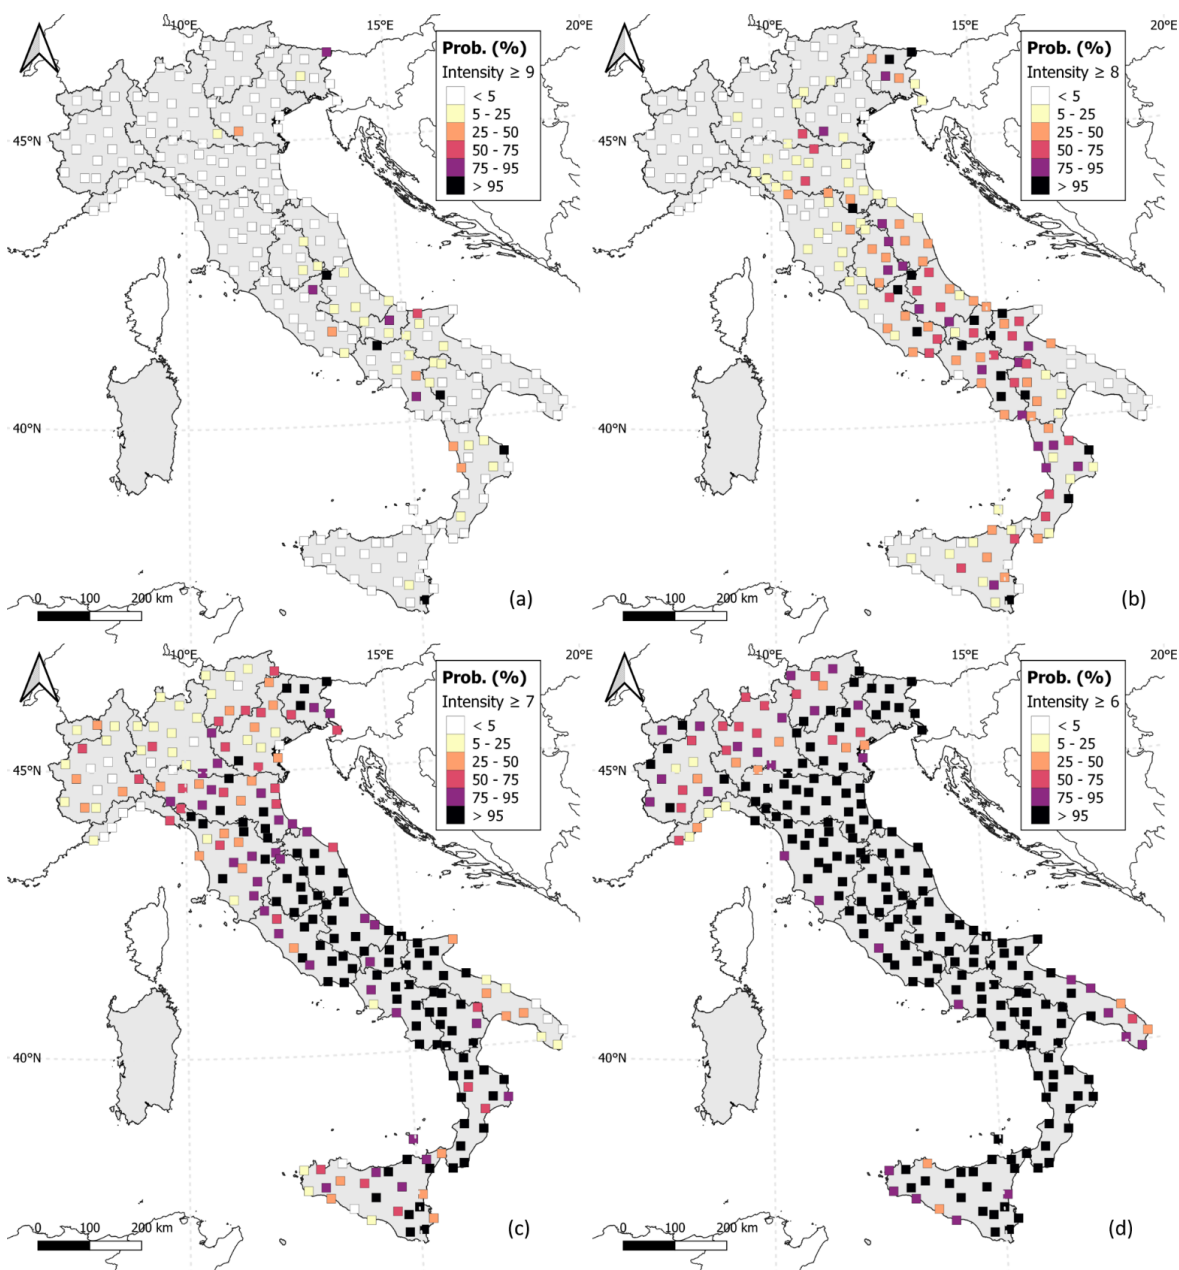 10°E 15°E 20°E
45°N
40°N
Prob. (%)
Intensity ≥ 9
< 5
5 - 25
25 - 50
50 - 75
75 - 95
> 95
0 100 200 km
(a)
10°E 15°E 20°E
45°N
40°N
Prob. (%)
Intensity ≥ 8
< 5
5 - 25
25 - 50
50 - 75
75 - 95
> 95
0 100 200 km
(b)
10°E 15°E 20°E
45°N
40°N
Prob. (%)
Intensity ≥ 7
< 5
5 - 25
25 - 50
50 - 75
75 - 95
> 95
0 100 200 km
(c)
10°E 15°E 20°E
45°N
40°N
Prob. (%)
Intensity ≥ 6
< 5
5 - 25
25 - 50
50 - 75
75 - 95
> 95
0 100 200 km
(d)